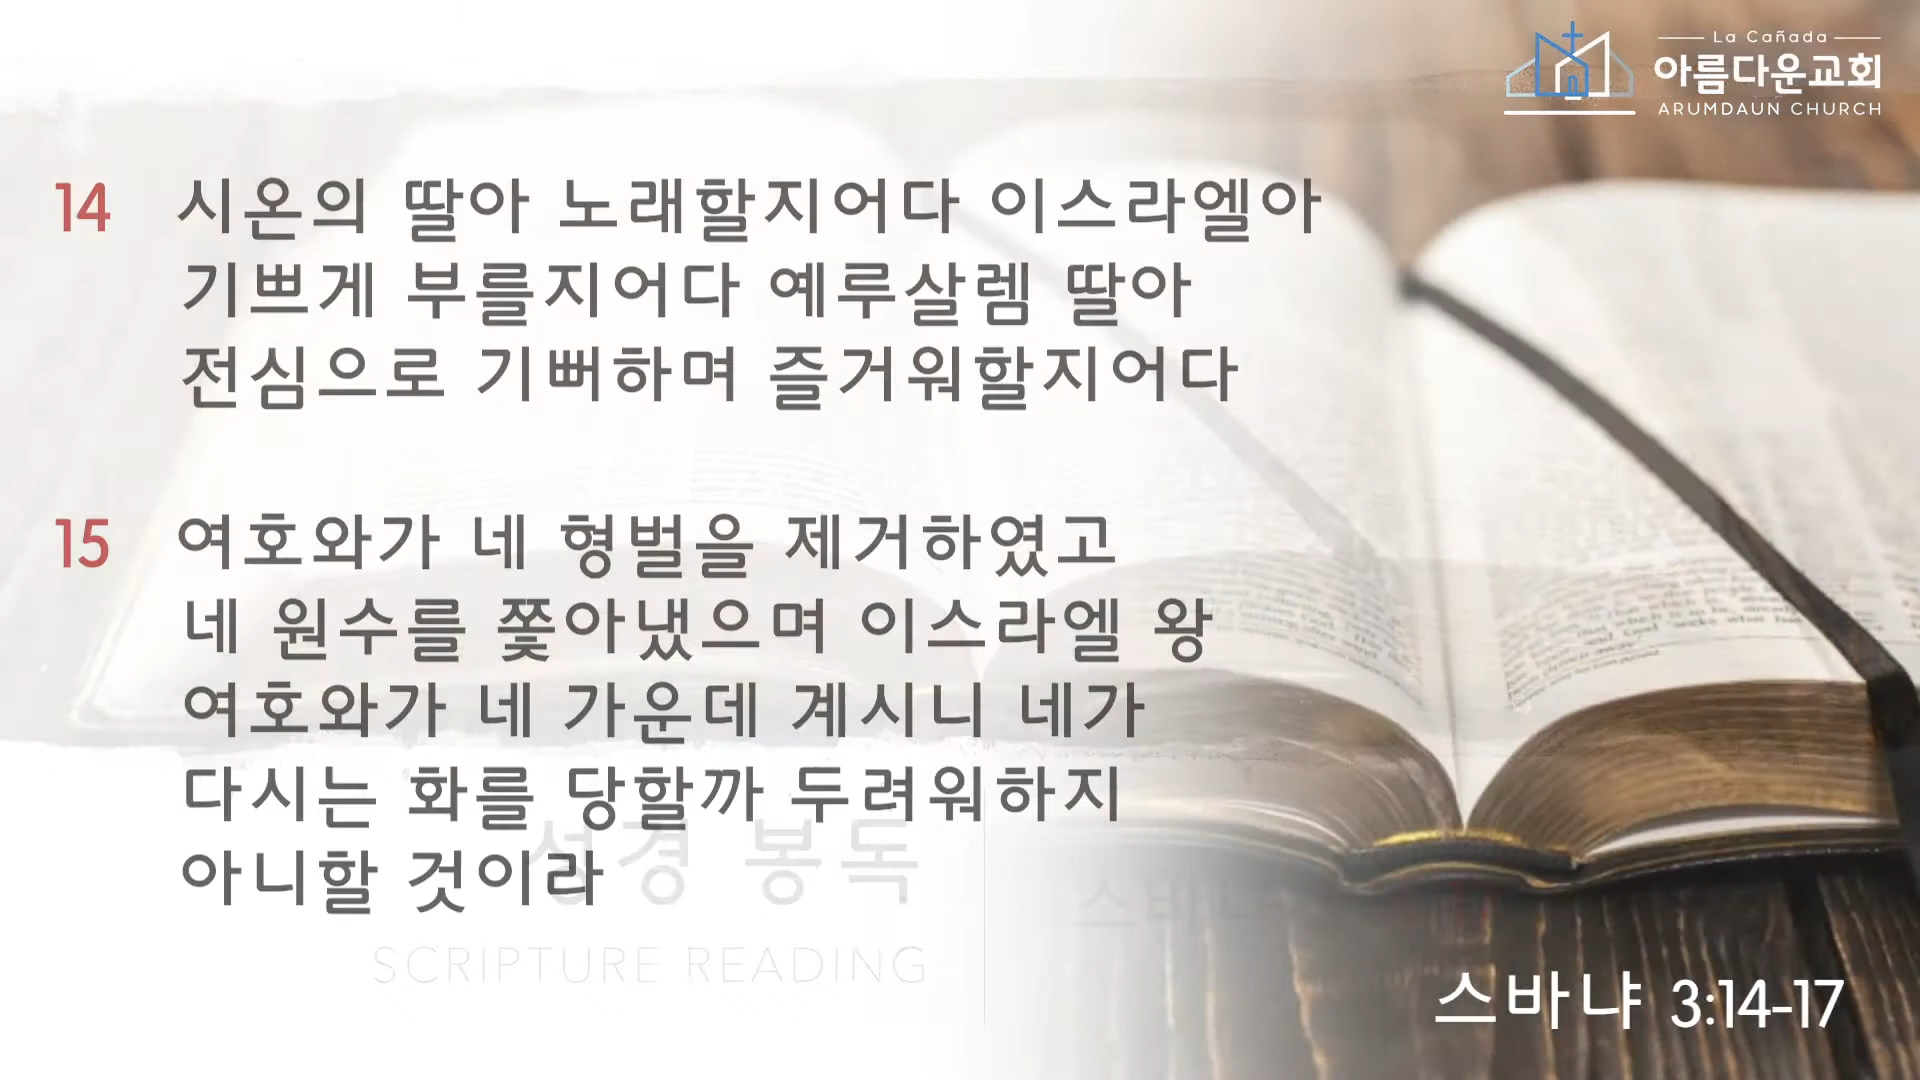 La Cañada
아름다운교회
ARUMDAUN CHURCH
14 시온의 딸아 노래할지어다 이스라엘아
기쁘게 부를지어다 예루살렘 딸아
전심으로 기뻐하며 즐거워할지어다
15 여호와가 네 형벌을 제거하였고
네 원수를 쫓아냈으며 이스라엘 왕
여호와가 네 가운데 계시니 네가
다시는 화를 당할까 두려워하지
아니할 것이라
성경 봉독
SCRIPTURE READING
스바냐 3:14-17